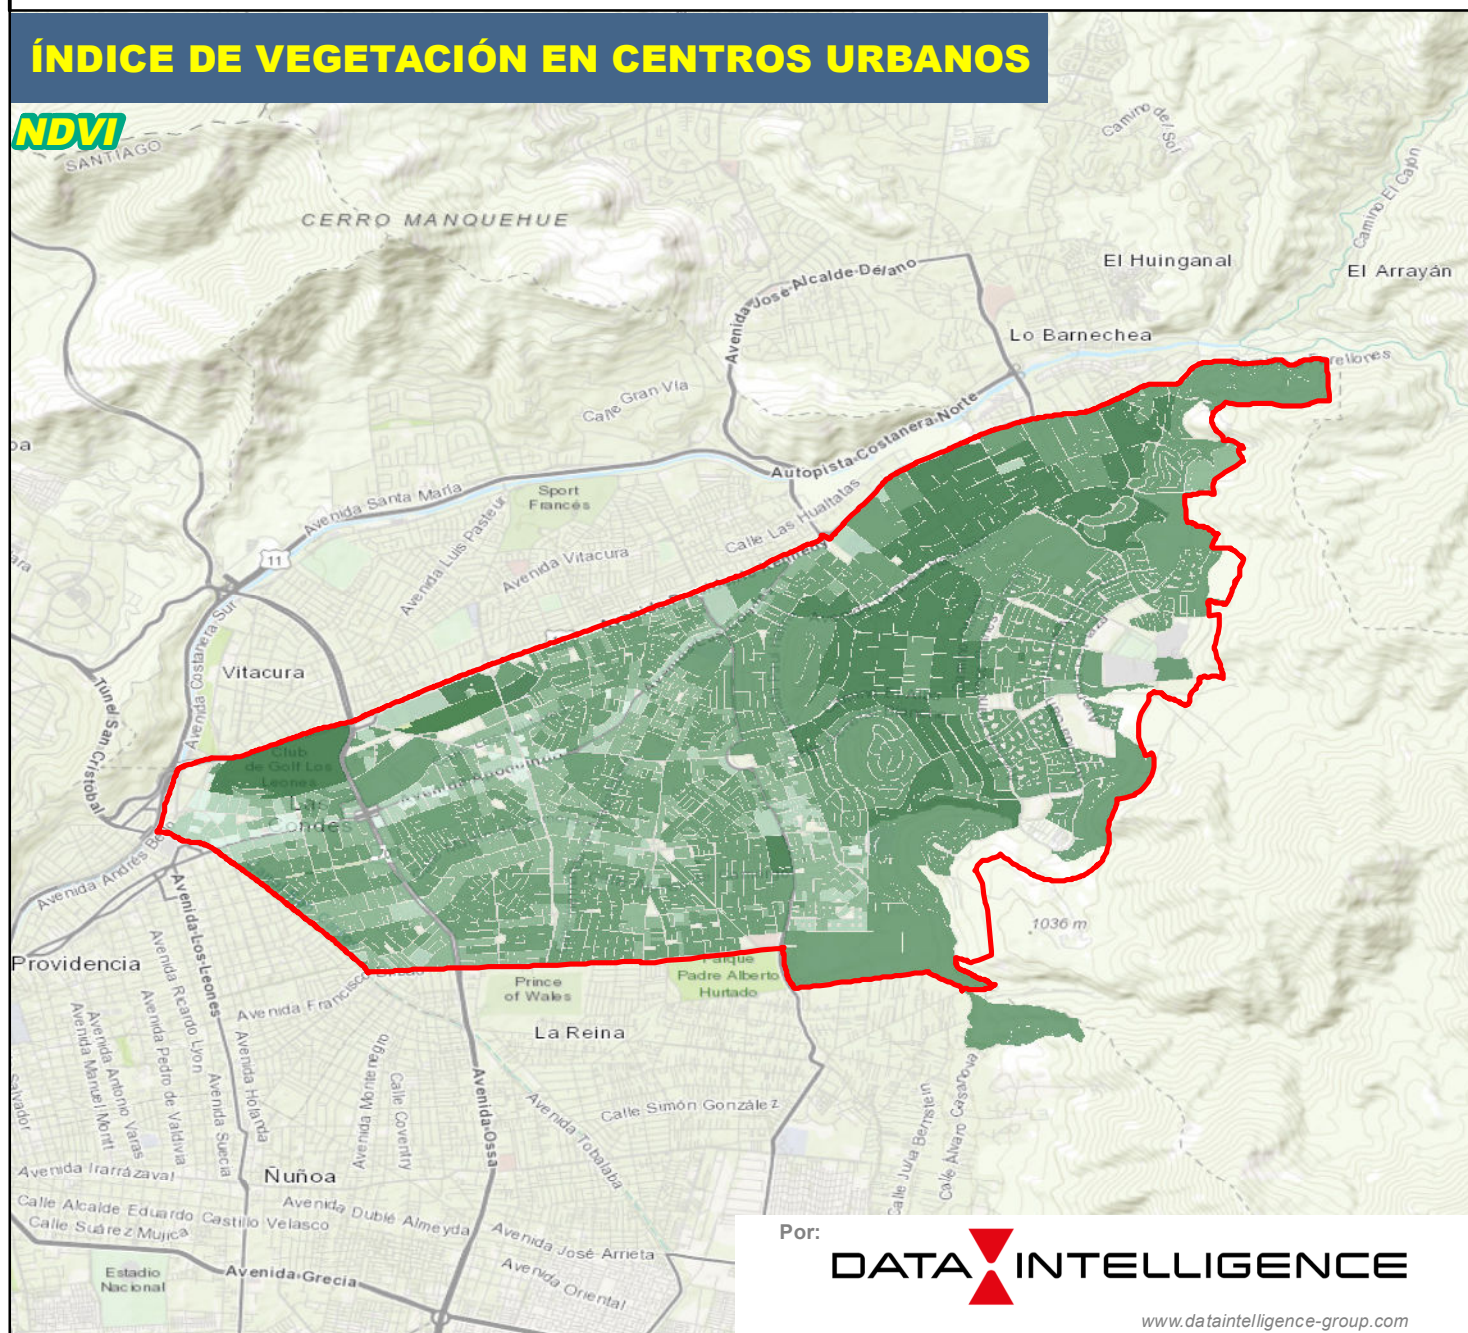 ÍNDICE DE VEGETACIÓN EN CENTROS URBANOS
NDVI
SANTIAGO
CERRO MANQUEHUE
Camino del Sol
Camino El Cajón
El Huinganal
El Arrayán
Avenida Jose Alcalde Délano
Lo Barnechea
Calle Gran Vía
Autopista Costanera Norte
Avenida Santa María
Sport
Francés
Calle Las Hualtatas
Avenida Luis Pasteur
Avenida Vitacura
11
Avenida Costanera Sur
Vitacura
Túnel San Cristóbal
Club
de Golf Los
Leones
Las
Condes
Avenida Apoquindo
Avenida Andrés Bello
1036 m
Providencia
Avenida Los Leones
Avenida Ricardo Lyon
Avenida Pedro de Valdivia
Avenida Antonio Varas
Avenida Manuel Montt
Salvador
Avenida Suecia
Avenida Holanda
Avenida Francisco Bilbao
Prince
of Wales
Parque
Padre Alberto
Hurtado
La Reina
Avenida Montenegro
Calle Coventry
Avenida Ossa
Avenida Tobalaba
Calle Simón González
Calle Julia Bernstein
Calle Alvaro Casanova
Avenida Irarrázaval
Ñuñoa
Calle Alcalde Eduardo Castillo Velasco
Avenida Dublé Almeyda
Calle Suárez Mujica
Avenida José Arrieta
Avenida Oriental
Estadio
Nacional
Avenida Grecia
Por:
DATA INTELLIGENCE
www.dataintelligence-group.com